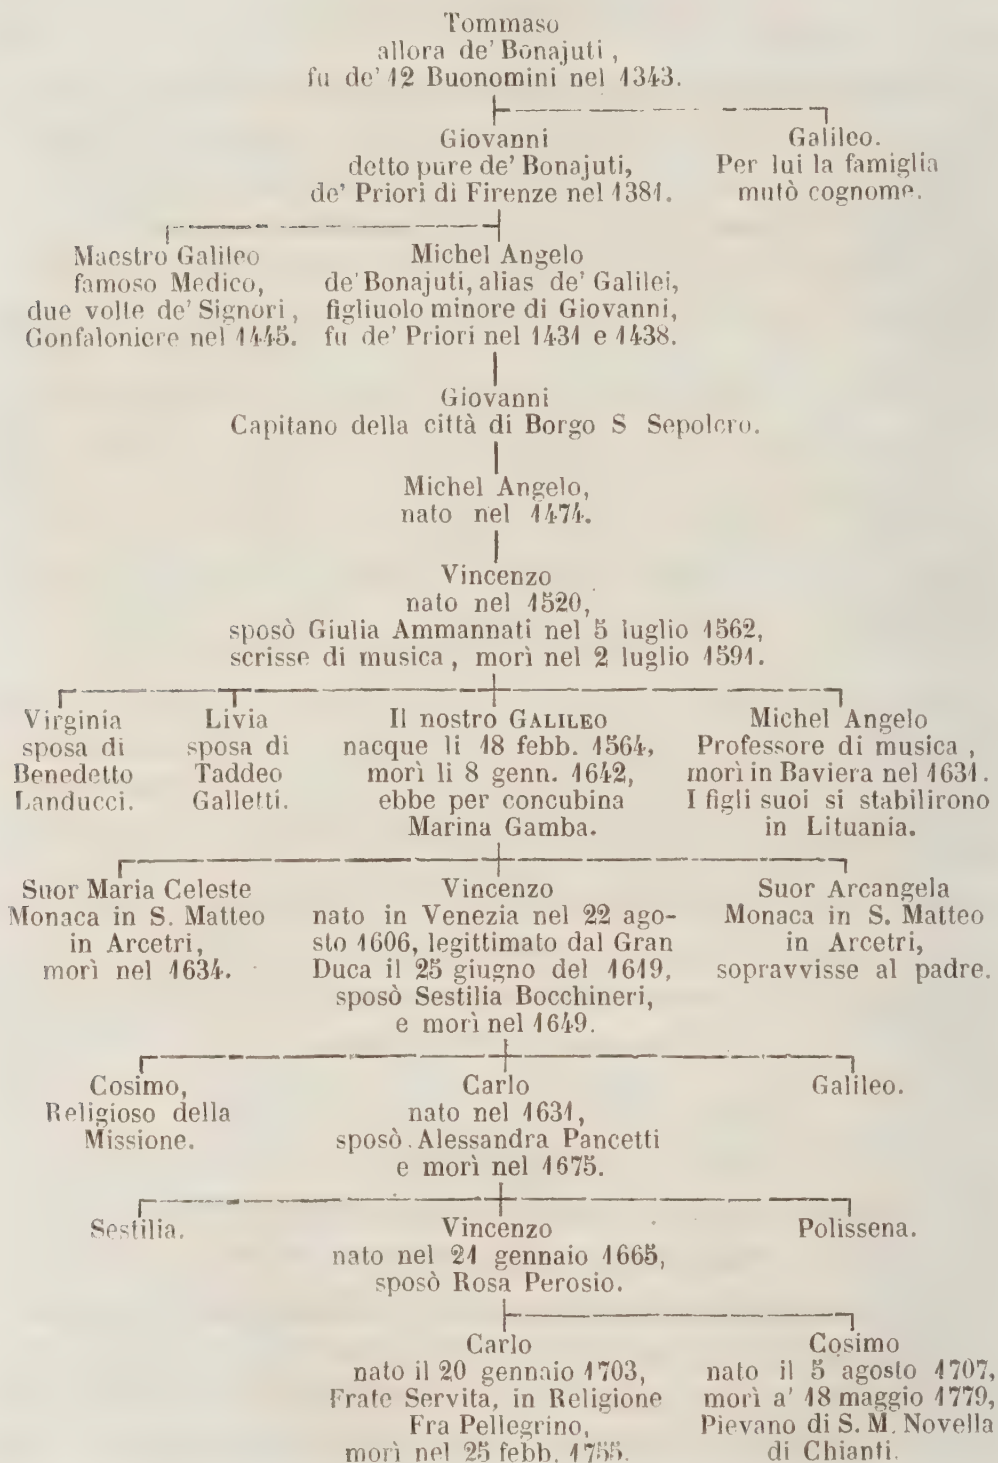 Tommaso
allora de' Bonajuti,
fu de' 12 Buonomini nel 1343.
Giovanni
detto pure de' Bonajuti,
de' Priori di Firenze nel 1381.
Galileo.
Per lui la famiglia
mutò cognome.
Maestro Galileo
famoso Medico,
due volte de' Signori,
Gonfaloniere nel 1445.
Michel Angelo
de' Bonajuti, alias de' Galilei,
figliuolo minore di Giovanni,
fu de' Priori nel 1431 e 1438.
Giovanni
Capitano della città di Borgo S Sepolcro.
Michel Angelo,
nato nel 1474.
Vincenzo
nato nel 1520,
sposò Giulia Ammannati nel 5 luglio 1562,
scrisse di musica, morì nel 2 luglio 1591.
Virginia
sposa di
Benedetto
Landucci.
Livia
sposa di
Taddeo
Galletti.
Il nostro GALILEO
nacque li 18 febb. 1564,
morì li 8 genn. 1642,
ebbe per concubina
Marina Gamba.
Michel Angelo
Professore di musica,
morì in Baviera nel 1631.
I figli suoi si stabilirono
in Lituania.
Suor Maria Celeste
Monaca in S. Matteo
in Arcetri,
morì nel 1634.
Vincenzo
nato in Venezia nel 22 ago-
sto 1606, legittimato dal Gran
Duca il 25 giugno del 1619,
sposò Sestilia Bocchineri,
e morì nel 1649.
Suor Arcangela
Monaca in S. Matteo
in Arcetri,
sopravvisse al padre.
Cosimo,
Religioso della
Missione.
Carlo
nato nel 1631,
sposò Alessandra Pancetti
e morì nel 1675.
Galileo.
Sestilia.
Vincenzo
nato nel 21 gennaio 1665,
sposò Rosa Perosio.
Polissena.
Carlo
nato il 20 gennaio 1703,
Frate Servita, in Religione
Fra Pellegrino,
morì nel 25 febb. 1755.
Cosimo
nato il 5 agosto 1707,
morì a' 18 maggio 1779,
Pievano di S. M. Novella
di Chianti.